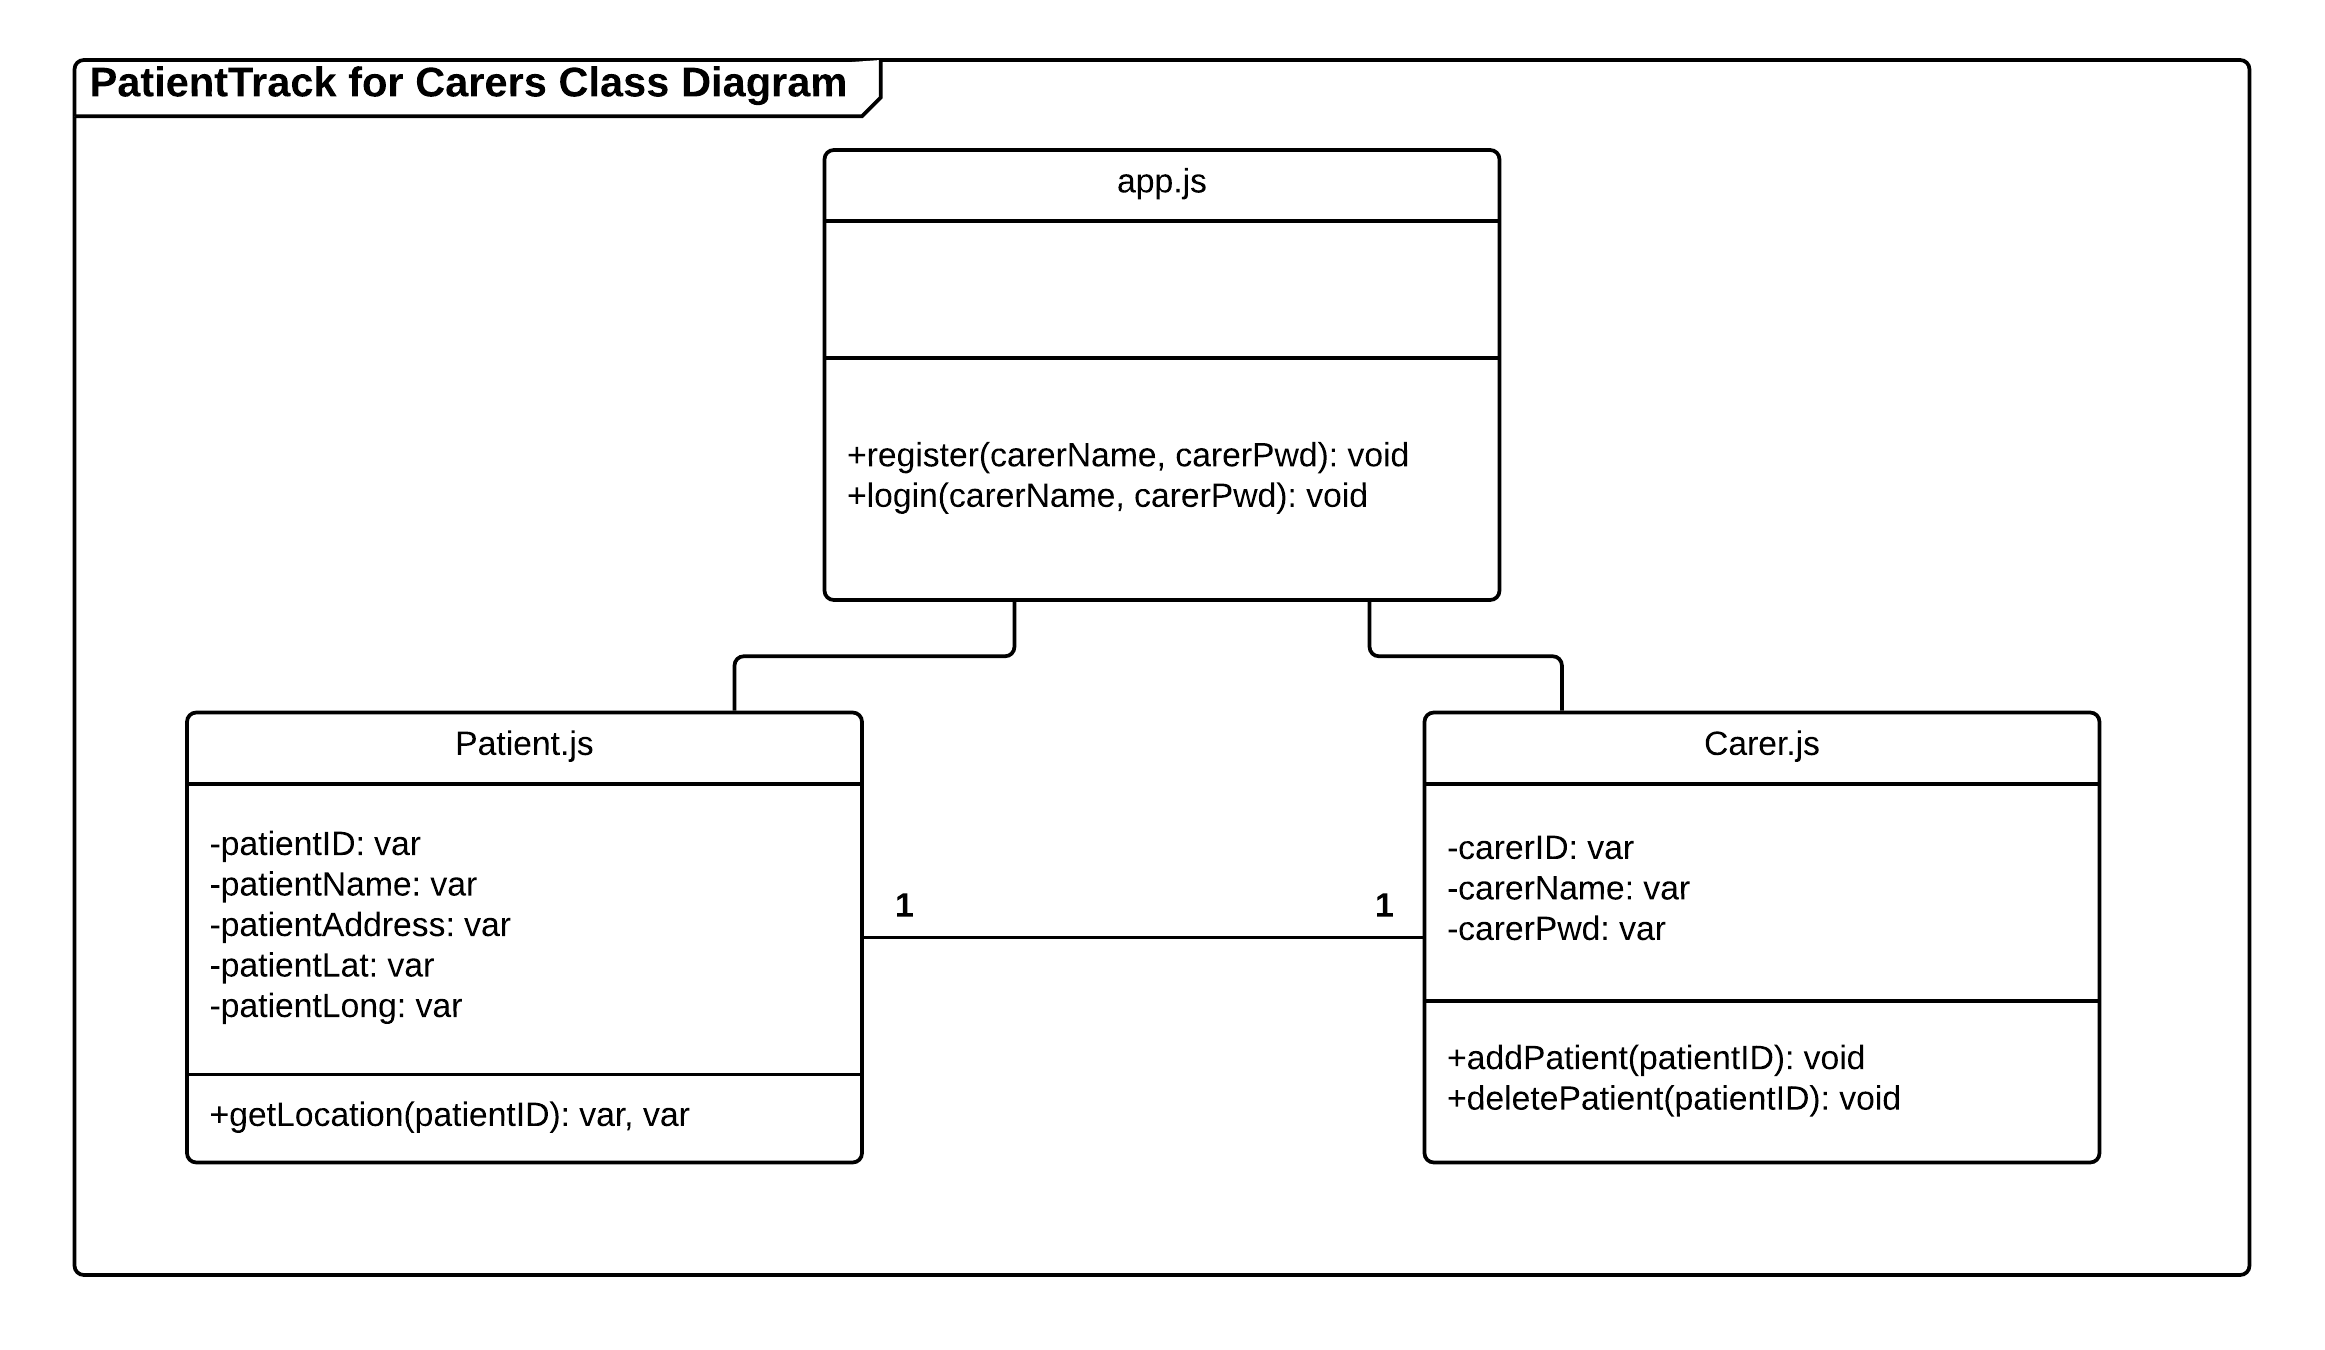 PatientTrack for Carers Class Diagram
app.js
+register(carerName, carerPwd): void
+login(carerName, carerPwd): void
Patient.js
-patientID: var
-patientName: var
-patientAddress: var
-patientLat: var
-patientLong: var
+getLocation(patientID): var, var
1
1
Carer.js
-carerID: var
-carerName: var
-carerPwd: var
+addPatient(patientID): void
+deletePatient(patientID): void